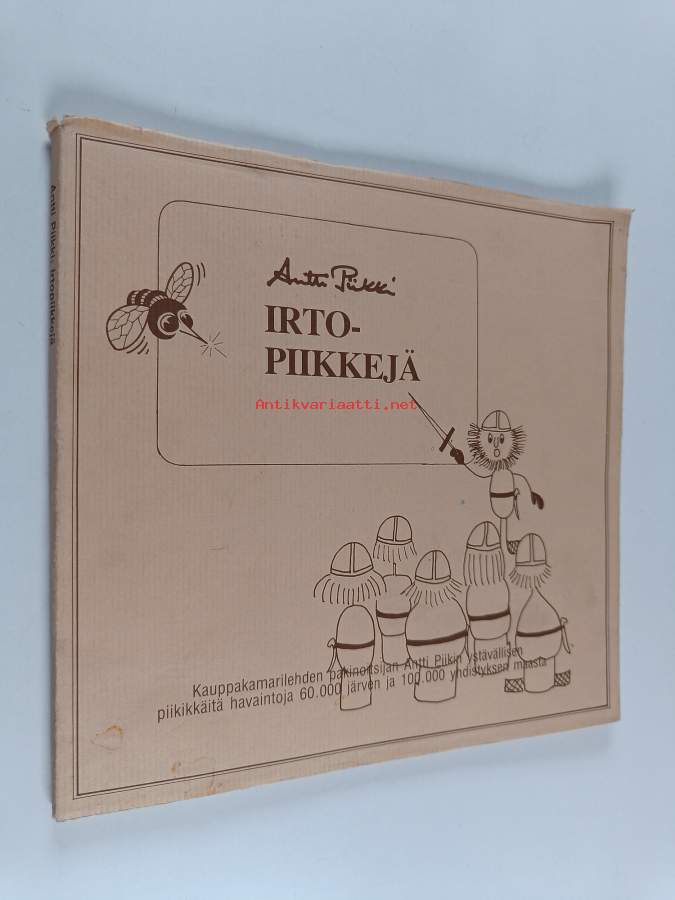 Antti Piikki
IRTO-
PIIKKEJÄ
Antikvariaatti.net
Kauppakamarilehden pakinoitsijan Antti Piikin ystävällisen
piikikkäitä havaintoja 60.000 järven ja 100.000 yhdistyksen maasta
Antti Piikki: Irtopiikkejä